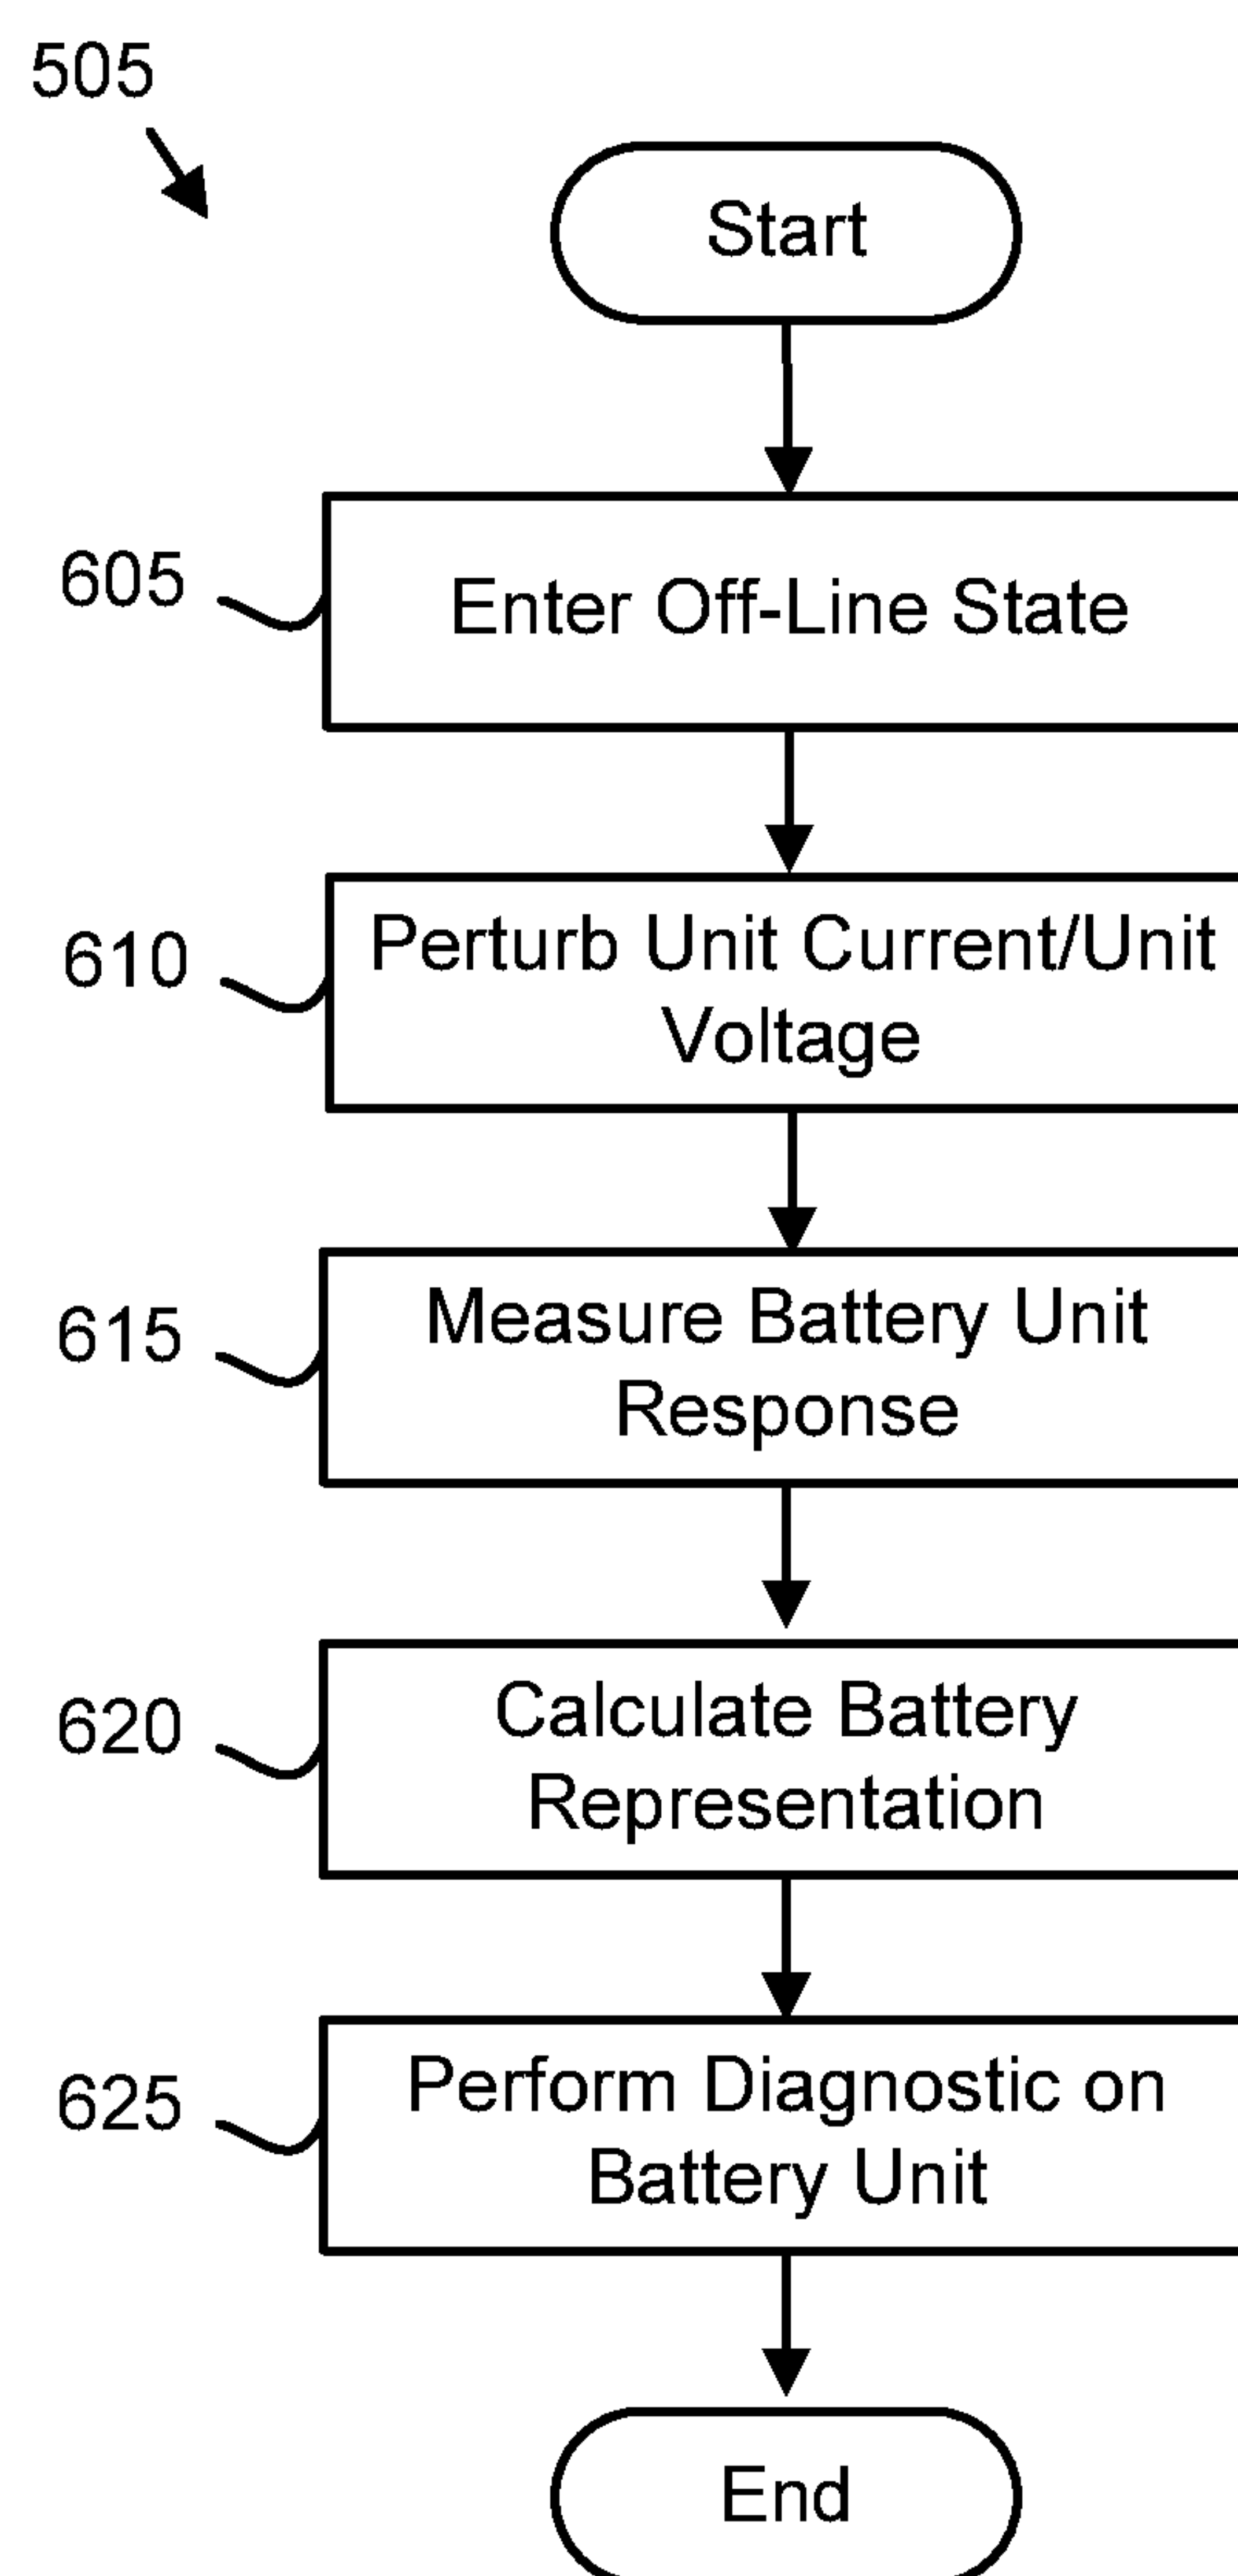 505
Start
605
Enter Off-Line State
610
Perturb Unit Current/Unit
Voltage
615
Measure Battery Unit
Response
620
Calculate Battery
Representation
625
Perform Diagnostic on
Battery Unit
End